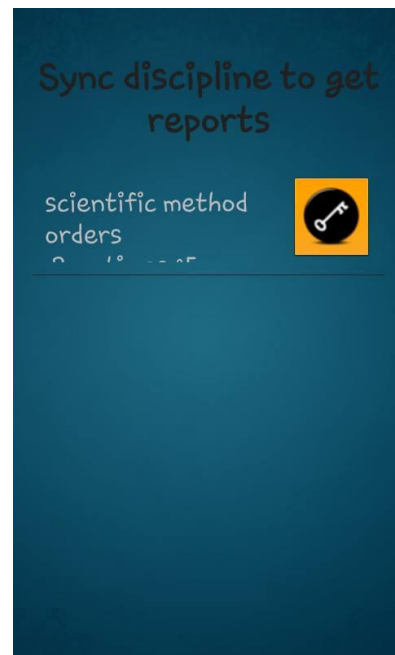 Sync discipline to get
reports
scientific method
orders